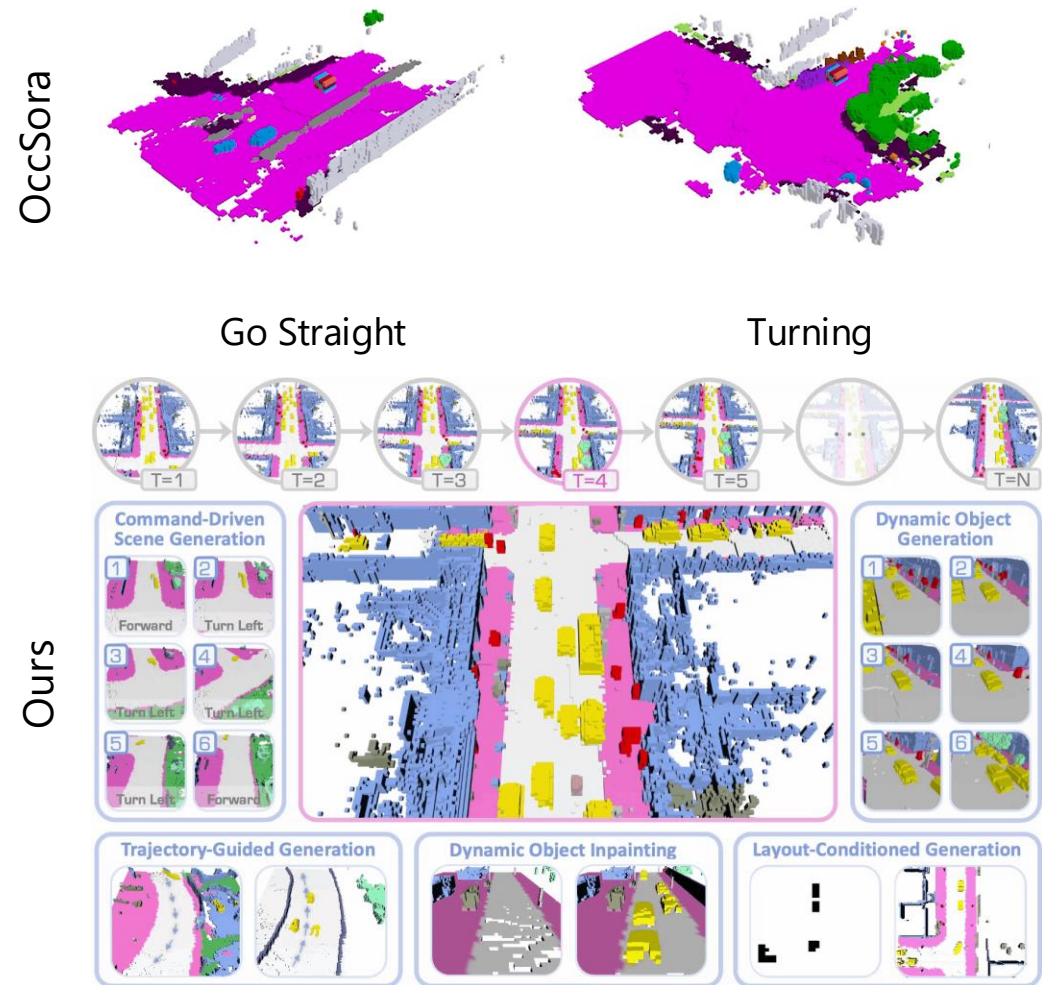 OccSora
Go Straight
Turning
T=1
T=2
T=3
T=4
T=5
T=N
Ours
Command-Driven
Scene Generation
1
2
Forward
Turn Left
3
4
Turn Left
Turn Left
5
6
Turn Left
Forward
Dynamic Object
Generation
1
2
3
4
5
6
Trajectory-Guided Generation
Dynamic Object Inpainting
Layout-Conditioned Generation